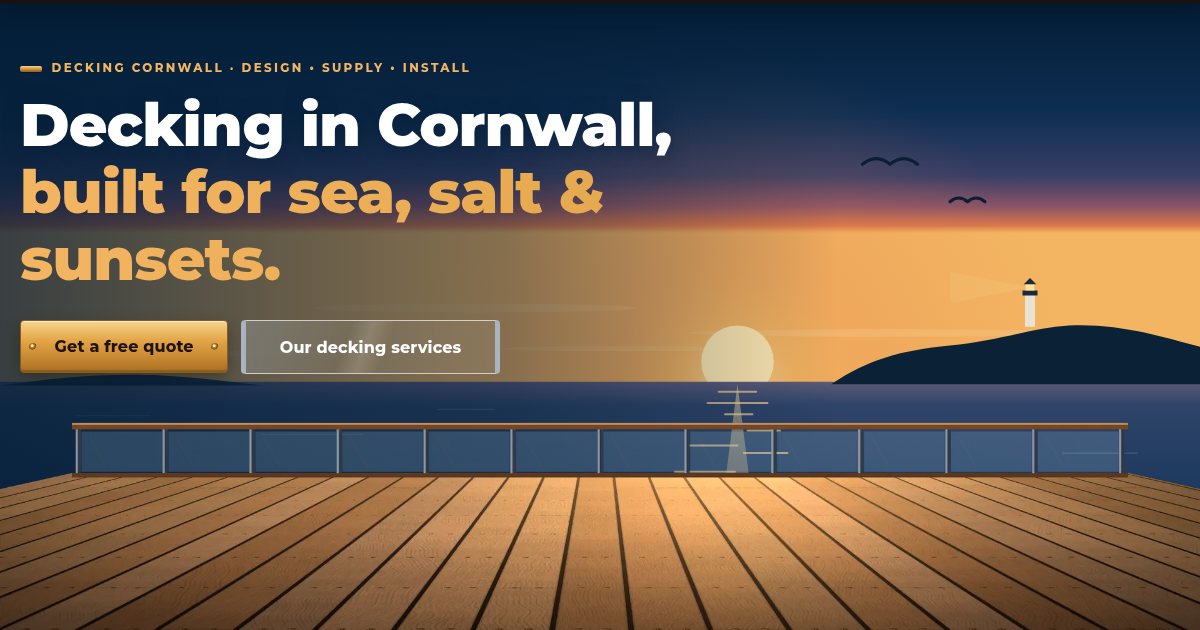 DECKING CORNWALL • DESIGN • SUPPLY • INSTALL
Decking in Cornwall,
built for sea, salt &
sunsets.
Get a free quote
Our decking services